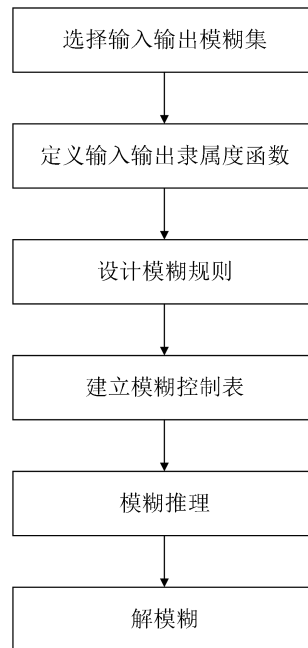 选择输入输出模糊集
定义输入输出隶属度函数
设计模糊规则
建立模糊控制表
模糊推理
解模糊